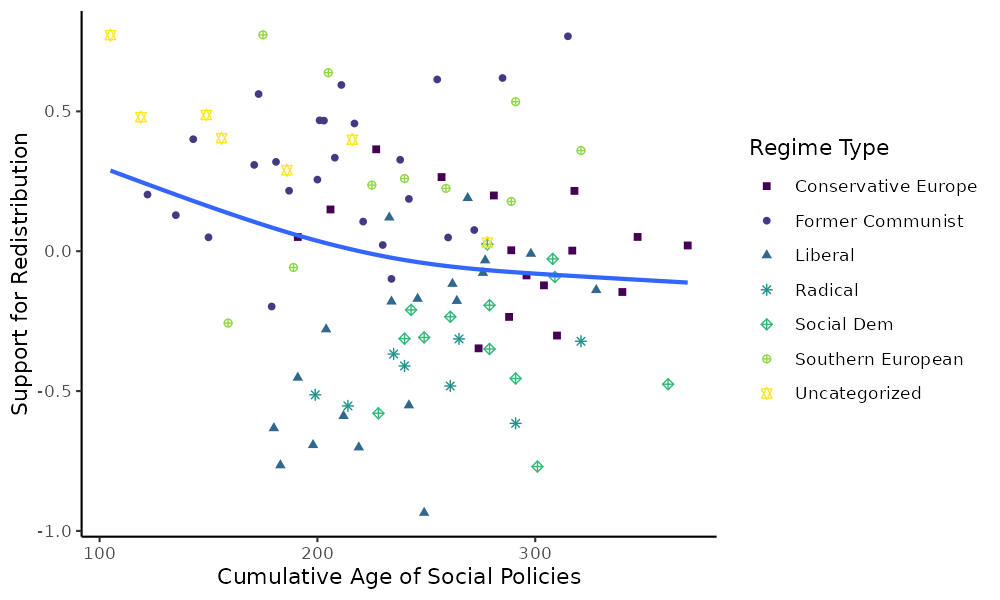 Support for Redistribution
0.5
0.0
-0.5
-1.0
100
200
300
Cumulative Age of Social Policies
Regime Type
Conservative Europe
Former Communist
Liberal
Radical
Social Dem
Southern European
Uncategorized